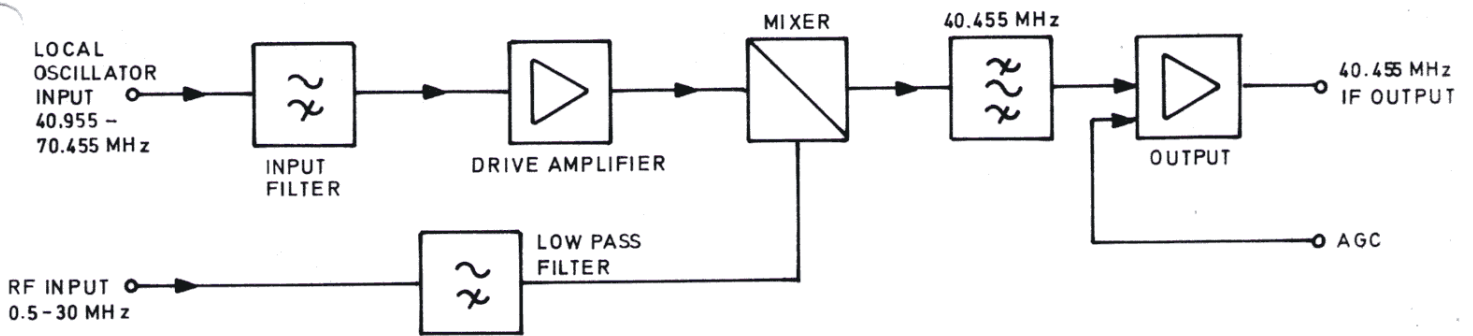 LOCAL
OSCILLATOR
INPUT
40.955 –
70.455 MHz
INPUT
FILTER
DRIVE AMPLIFIER
MIXER
40.455 MHz
OUTPUT
40.455 MHz
IF OUTPUT
AGC
LOW PASS
FILTER
RF INPUT
0.5-30 MHz